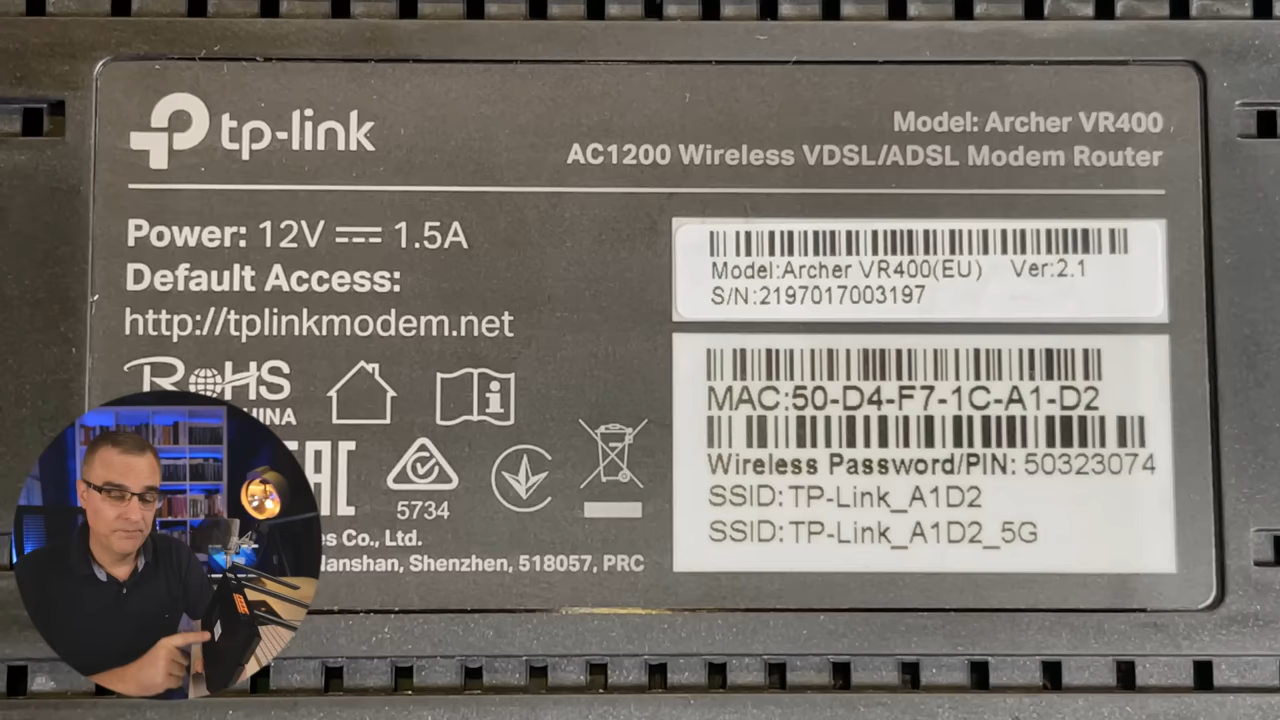 tp-link
Model: Archer VR400
AC1200 Wireless VDSL/ADSL Modem Router
Power: 12V 1.5A
Default Access:
http://tplinkmodem.net
RoHS
5734
es Co., Ltd.
Nanshan, Shenzhen, 518057, PRC
Model:Archer VR400(EU) Ver:2.1
S/N:2197017003197
MAC:50-D4-F7-1C-A1-D2
Wireless Password/PIN: 50323074
SSID:TP-Link_A1D2
SSID:TP-Link_A1D2_5G